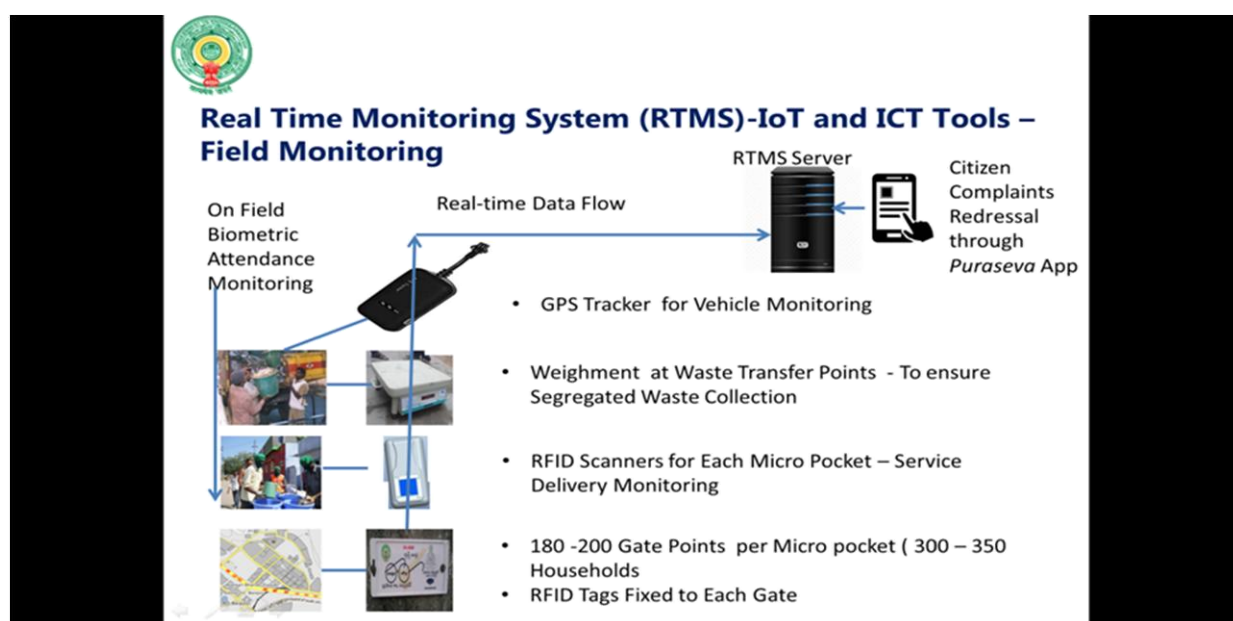 Real Time Monitoring System (RTMS)-IoT and ICT Tools –
Field Monitoring
RTMS Server
Citizen
Complaints
Redressal
through
Puraseva App
Real-time Data Flow
On Field
Biometric
Attendance
Monitoring
• GPS Tracker for Vehicle Monitoring
• Weighment at Waste Transfer Points - To ensure
Segregated Waste Collection
• RFID Scanners for Each Micro Pocket – Service
Delivery Monitoring
• 180 -200 Gate Points per Micro pocket ( 300 – 350
Households
• RFID Tags Fixed to Each Gate